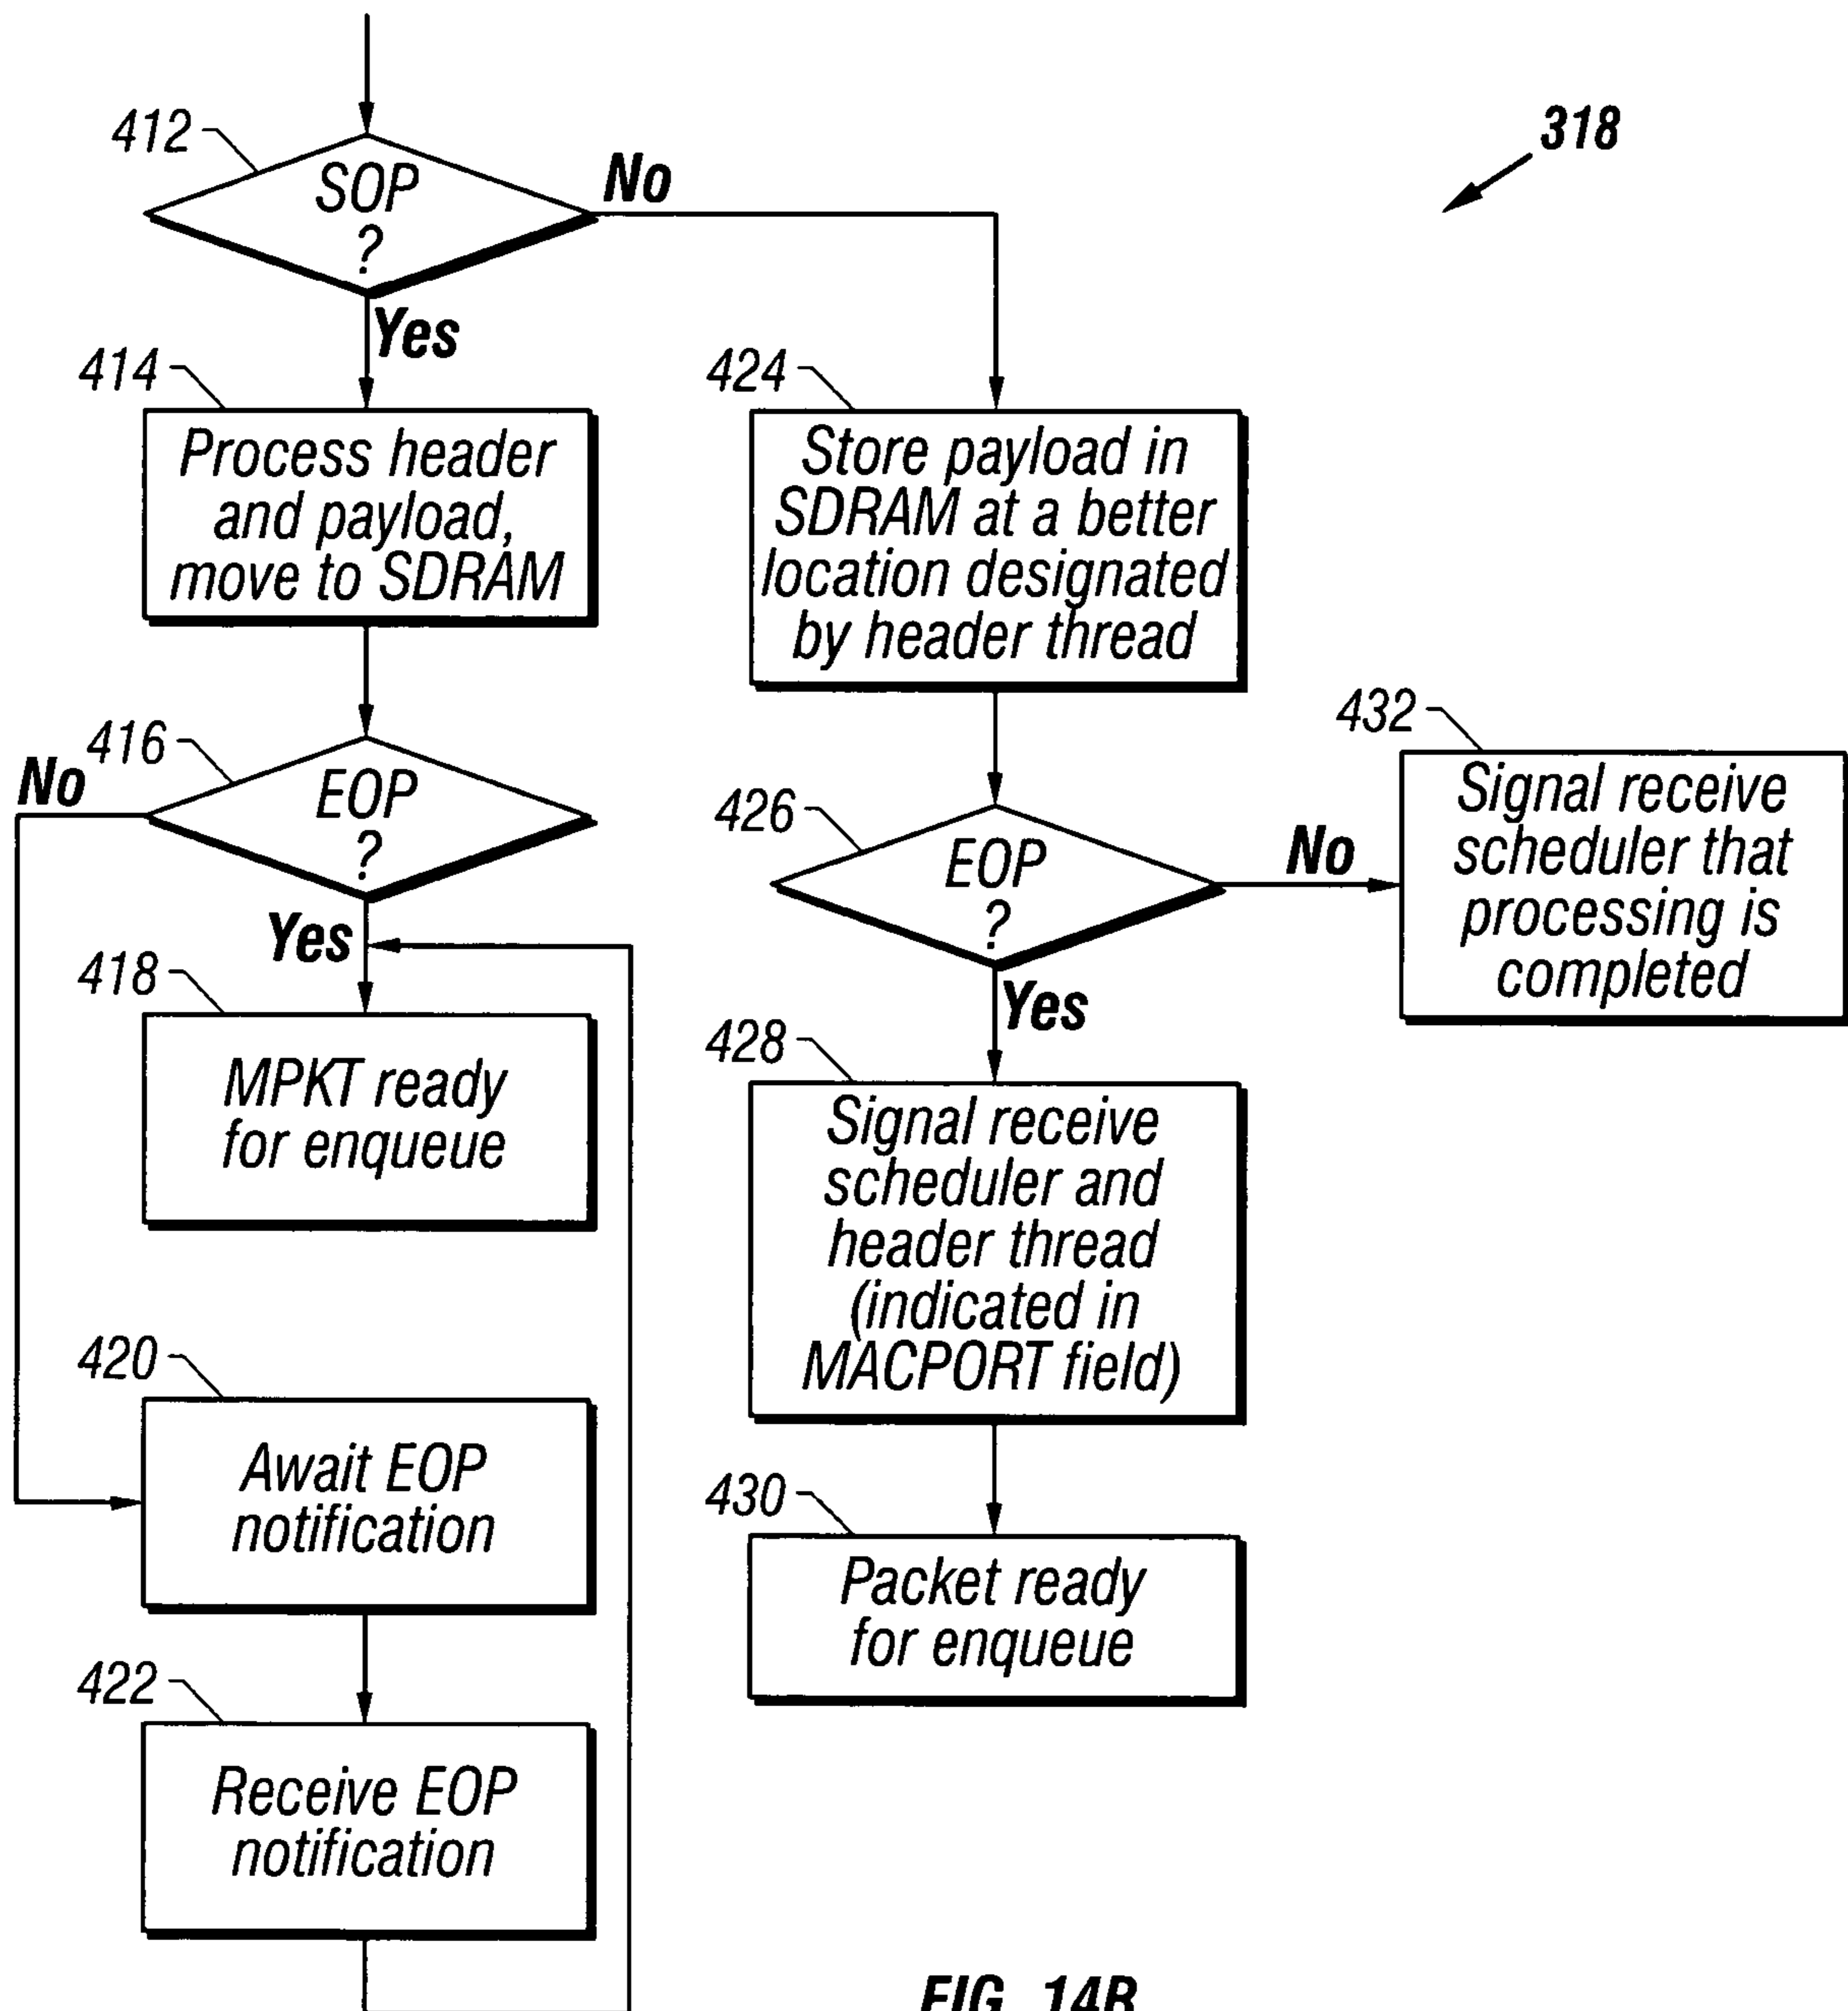 318
412
SOP
?
No
Yes
414
Process header
and payload,
move to SDRAM
424
Store payload in
SDRAM at a better
location designated
by header thread
416
No
EOP
?
Yes
426
EOP
?
No
Yes
432
Signal receive
scheduler that
processing is
completed
418
MPKT ready
for enqueue
428
Signal receive
scheduler and
header thread
(indicated in
MACPORT field)
420
Await EOP
notification
430
Packet ready
for enqueue
422
Receive EOP
notification
FIG. 14B